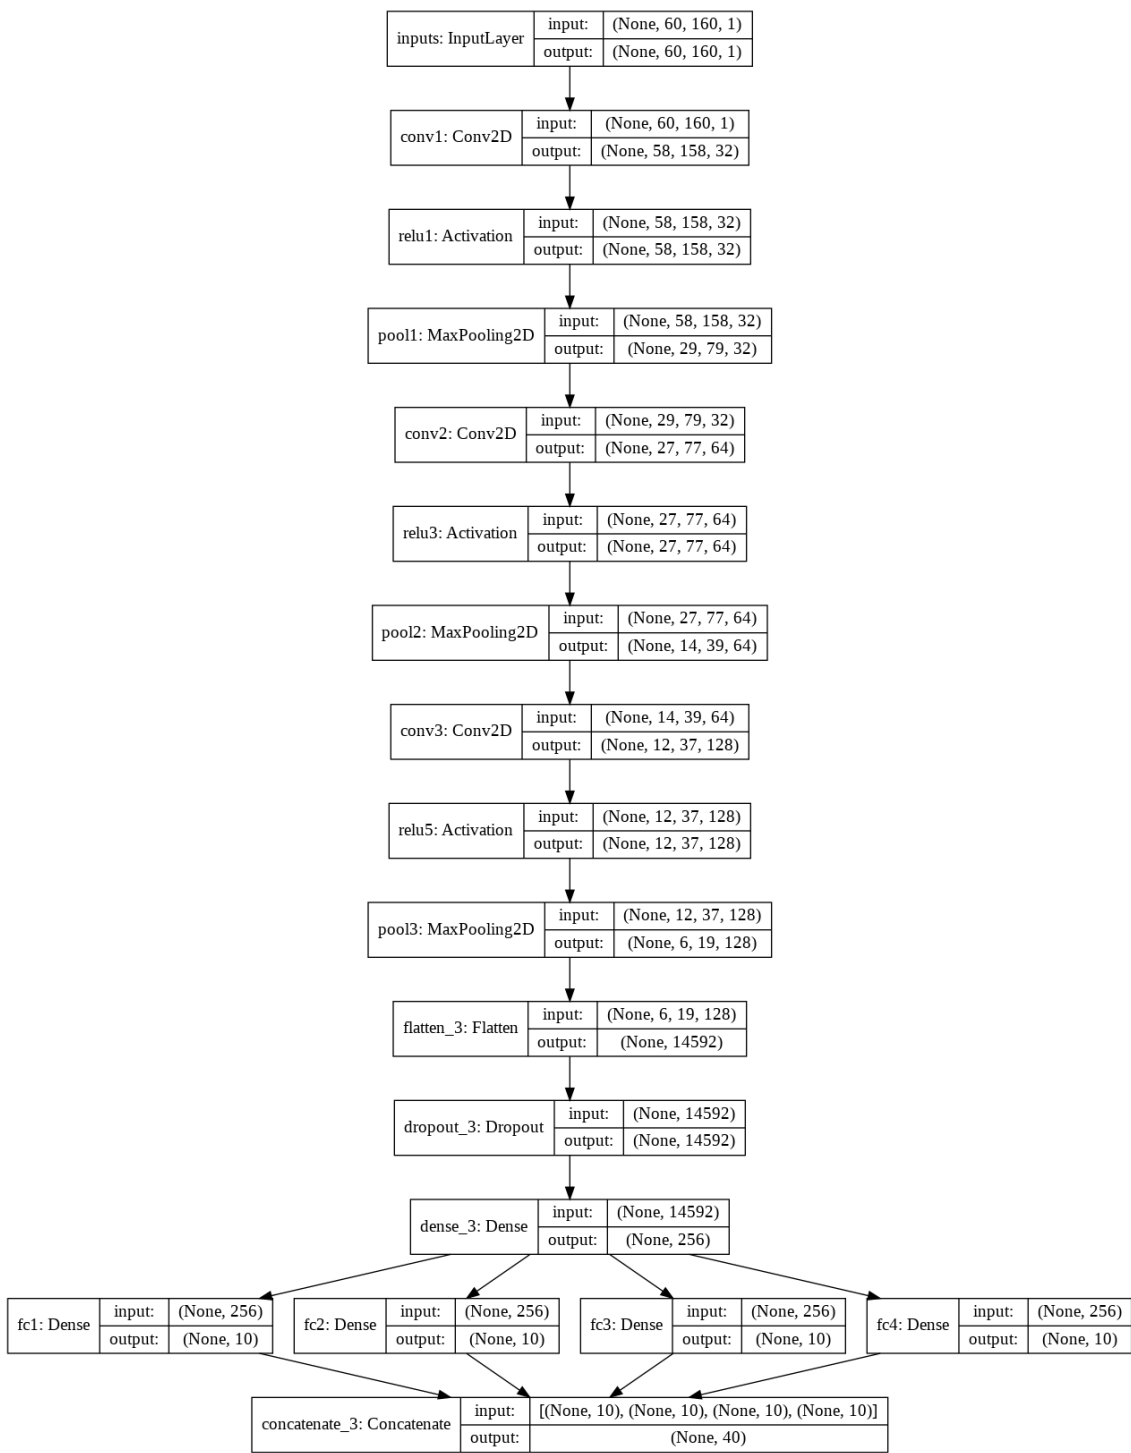 inputs: InputLayer
input:
(None, 60, 160, 1)
output:
(None, 60, 160, 1)
conv1: Conv2D
input:
(None, 60, 160, 1)
output:
(None, 58, 158, 32)
relu1: Activation
input:
(None, 58, 158, 32)
output:
(None, 58, 158, 32)
pool1: MaxPooling2D
input:
(None, 58, 158, 32)
output:
(None, 29, 79, 32)
conv2: Conv2D
input:
(None, 29, 79, 32)
output:
(None, 27, 77, 64)
relu3: Activation
input:
(None, 27, 77, 64)
output:
(None, 27, 77, 64)
pool2: MaxPooling2D
input:
(None, 27, 77, 64)
output:
(None, 14, 39, 64)
conv3: Conv2D
input:
(None, 14, 39, 64)
output:
(None, 12, 37, 128)
relu5: Activation
input:
(None, 12, 37, 128)
output:
(None, 12, 37, 128)
pool3: MaxPooling2D
input:
(None, 12, 37, 128)
output:
(None, 6, 19, 128)
flatten_3: Flatten
input:
(None, 6, 19, 128)
output:
(None, 14592)
dropout_3: Dropout
input:
(None, 14592)
output:
(None, 14592)
dense_3: Dense
input:
(None, 14592)
output:
(None, 256)
fc1: Dense
input:
(None, 256)
output:
(None, 10)
fc2: Dense
input:
(None, 256)
output:
(None, 10)
fc3: Dense
input:
(None, 256)
output:
(None, 10)
fc4: Dense
input:
(None, 256)
output:
(None, 10)
concatenate_3: Concatenate
input:
[(None, 10), (None, 10), (None, 10), (None, 10)]
output:
(None, 40)